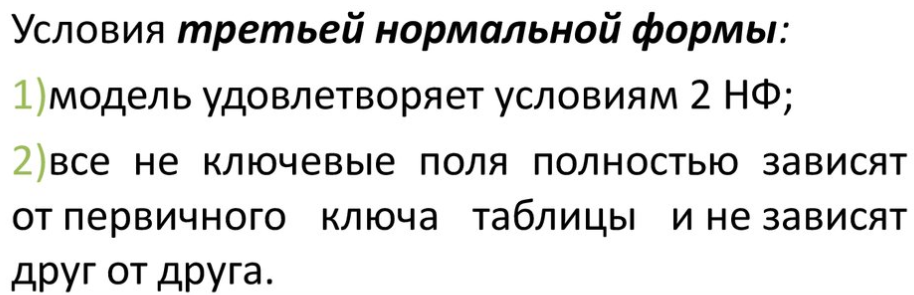 Условия третьей нормальной формы:
1)модель удовлетворяет условиям 2 НФ;
2)все не ключевые поля полностью зависят
от первичного ключа таблицы и не зависят
друг от друга.